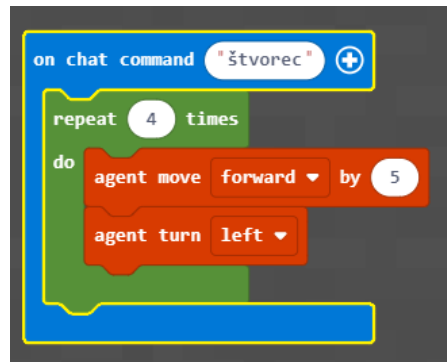 on chat command "štvorec"
repeat 4 times
do
agent move forward by 5
agent turn left